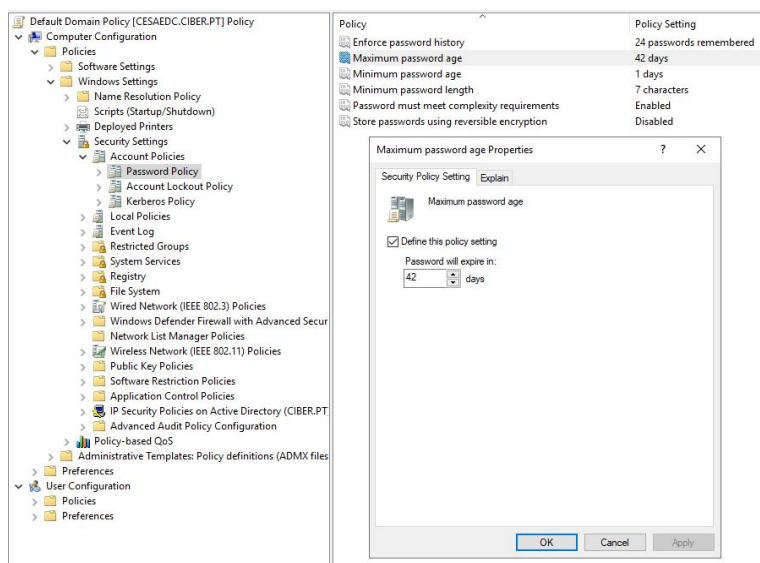 Default Domain Policy [CESAEDC.CIBER.PT] Policy
Computer Configuration
Policies
Software Settings
Windows Settings
Name Resolution Policy
Scripts (Startup/Shutdown)
Deployed Printers
Security Settings
Account Policies
Password Policy
Account Lockout Policy
Kerberos Policy
Local Policies
Event Log
Restricted Groups
System Services
Registry
File System
Wired Network (IEEE 802.3) Policies
Windows Defender Firewall with Advanced Secur
Network List Manager Policies
Wireless Network (IEEE 802.11) Policies
Public Key Policies
Software Restriction Policies
Application Control Policies
IP Security Policies on Active Directory (CIBER.PT
Advanced Audit Policy Configuration
Policy-based QoS
Administrative Templates: Policy definitions (ADMX files
Preferences
User Configuration
Policies
Preferences
Policy Policy Setting
Enforce password history 24 passwords remembered
Maximum password age 42 days
Minimum password age 1 days
Minimum password length 7 characters
Password must meet complexity requirements Enabled
Store passwords using reversible encryption Disabled
Maximum password age Properties ? X
Security Policy Setting Explain
Maximum password age
Define this policy setting
Password will expire in:
42 days
OK Cancel Apply